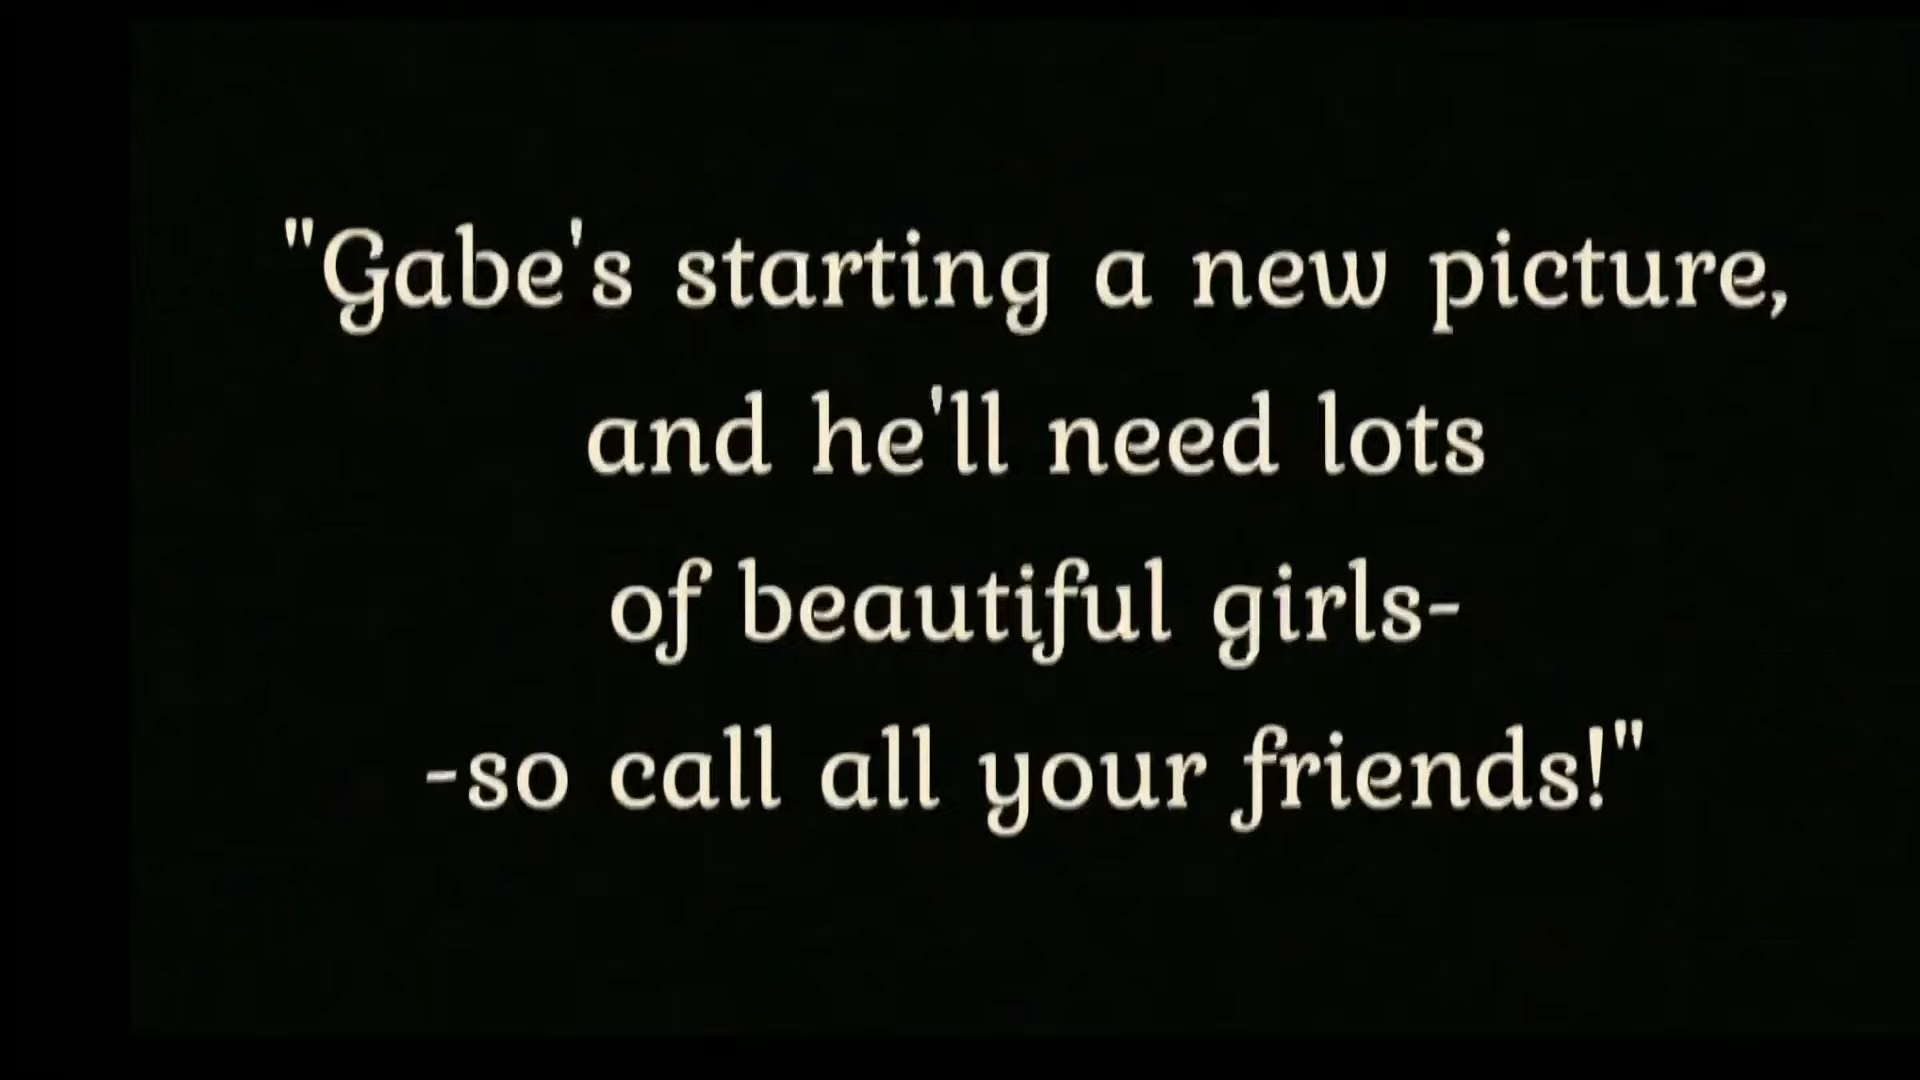 "Gabe's starting a new picture,
and he'll need lots
of beautiful girls-
-so call all your friends!"